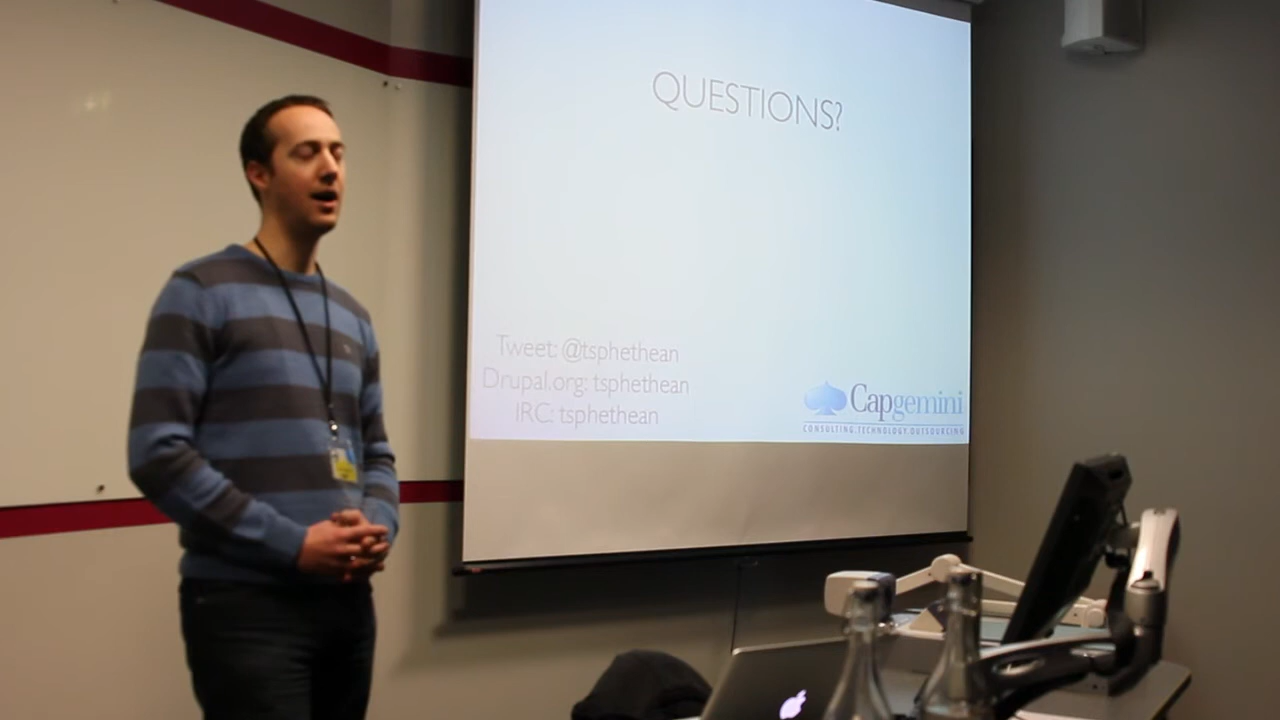 QUESTIONS?
Tweet: @tsphethean
Drupal.org: tsphethean
IRC: tsphethean
Capgemini
CONSULTING.TECHNOLOGY.OUTSOURCING